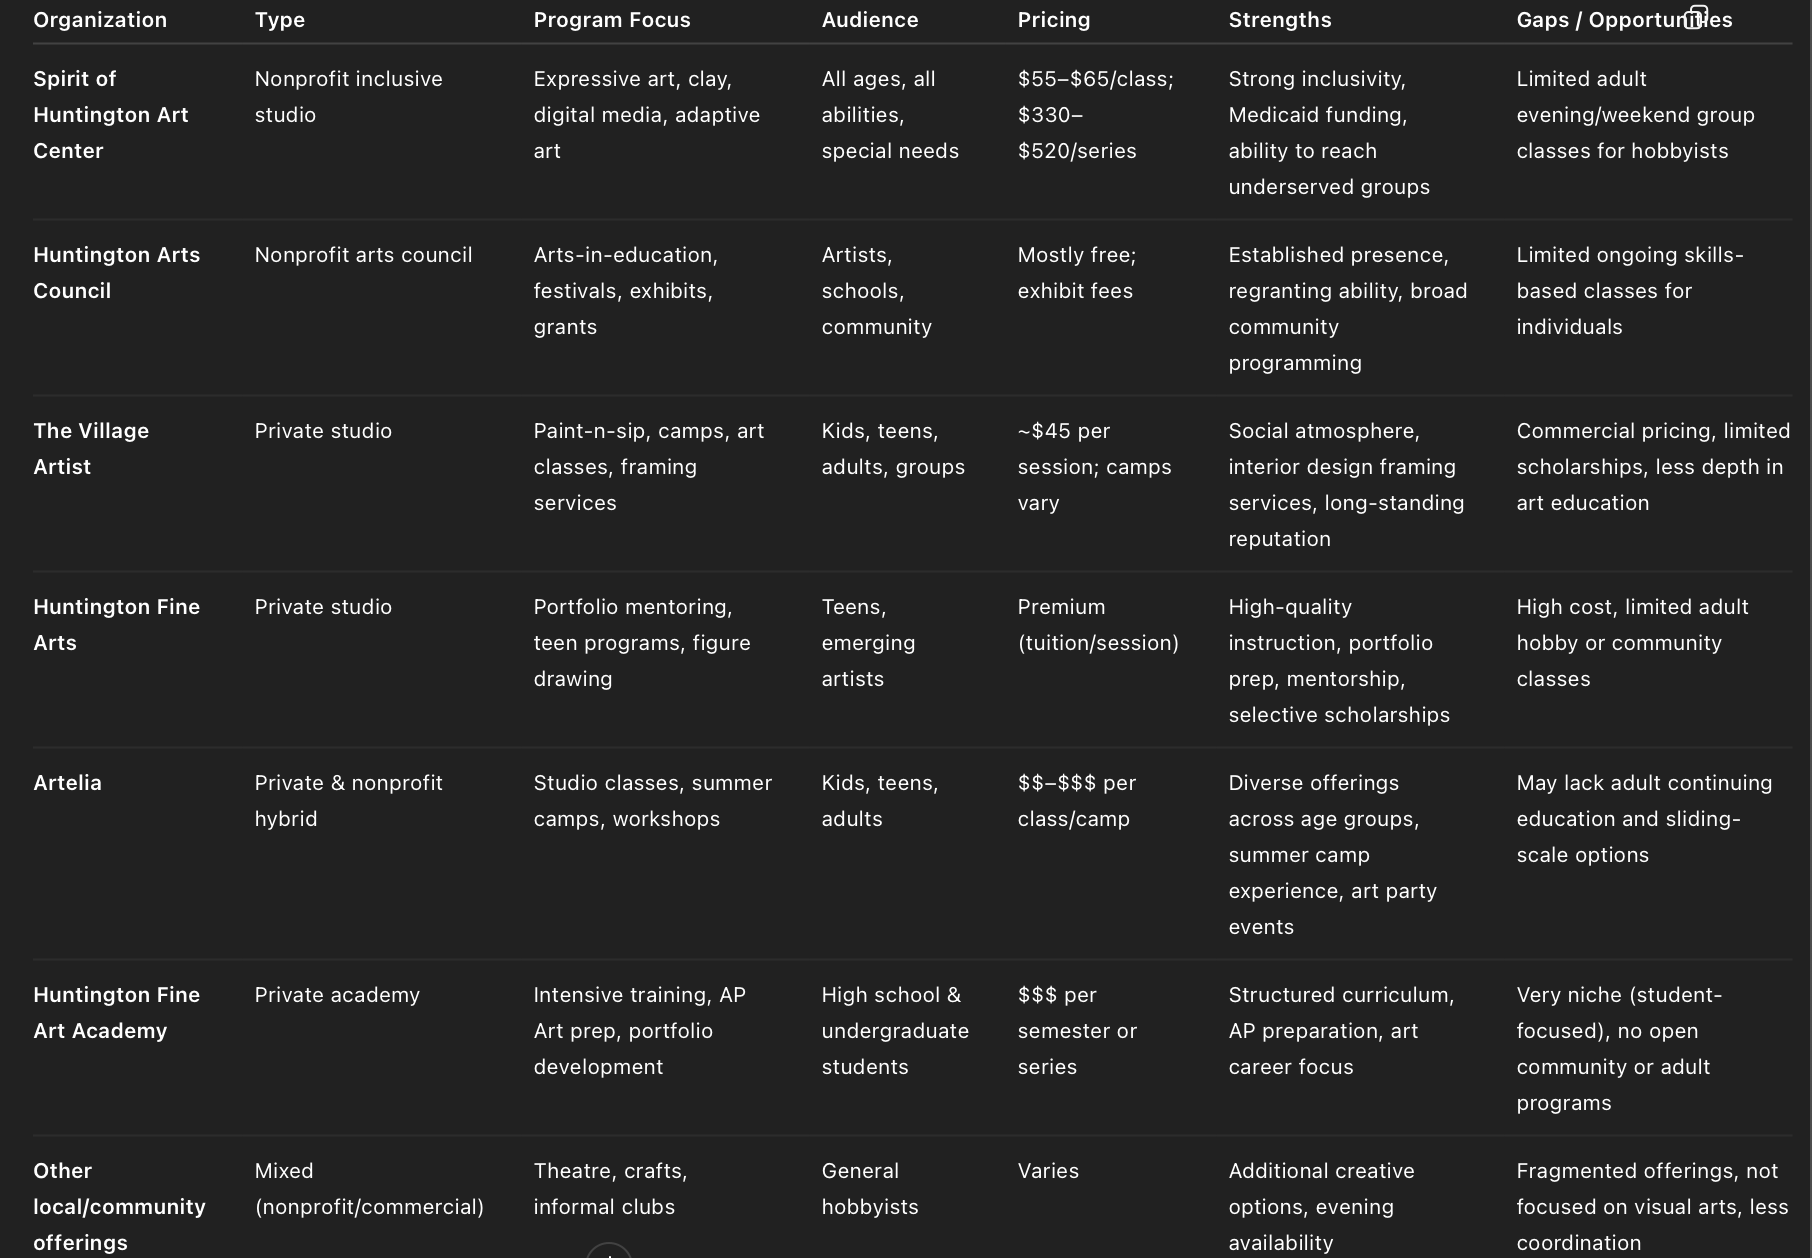 Organization Type Program Focus Audience Pricing Strengths Gaps / Opportunities
Spirit of
Huntington Art
Center
Nonprofit inclusive
studio
Expressive art, clay,
digital media, adaptive
art
All ages, all
abilities,
special needs
$55–$65/class;
$330–
$520/series
Strong inclusivity,
Medicaid funding,
ability to reach
underserved groups
Limited adult
evening/weekend group
classes for hobbyists
Huntington Arts
Council
Nonprofit arts council
Arts-in-education,
festivals, exhibits,
grants
Artists,
schools,
community
Mostly free;
exhibit fees
Established presence,
regranting ability, broad
community
programming
Limited ongoing skills-
based classes for
individuals
The Village
Artist
Private studio
Paint-n-sip, camps, art
classes, framing
services
Kids, teens,
adults, groups
~$45 per
session; camps
vary
Social atmosphere,
interior design framing
services, long-standing
reputation
Commercial pricing, limited
scholarships, less depth in
art education
Huntington Fine
Arts
Private studio
Portfolio mentoring,
teen programs, figure
drawing
Teens,
emerging
artists
Premium
(tuition/session)
High-quality
instruction, portfolio
prep, mentorship,
selective scholarships
High cost, limited adult
hobby or community
classes
Artelia
Private & nonprofit
hybrid
Studio classes, summer
camps, workshops
Kids, teens,
adults
$$–$$$ per
class/camp
Diverse offerings
across age groups,
summer camp
experience, art party
events
May lack adult continuing
education and sliding-
scale options
Huntington Fine
Art Academy
Private academy
Intensive training, AP
Art prep, portfolio
development
High school &
undergraduate
students
$$$ per
semester or
series
Structured curriculum,
AP preparation, art
career focus
Very niche (student-
focused), no open
community or adult
programs
Other
local/community
offerings
Mixed
(nonprofit/commercial)
Theatre, crafts,
informal clubs
General
hobbyists
Varies
Additional creative
options, evening
availability
Fragmented offerings, not
focused on visual arts, less
coordination